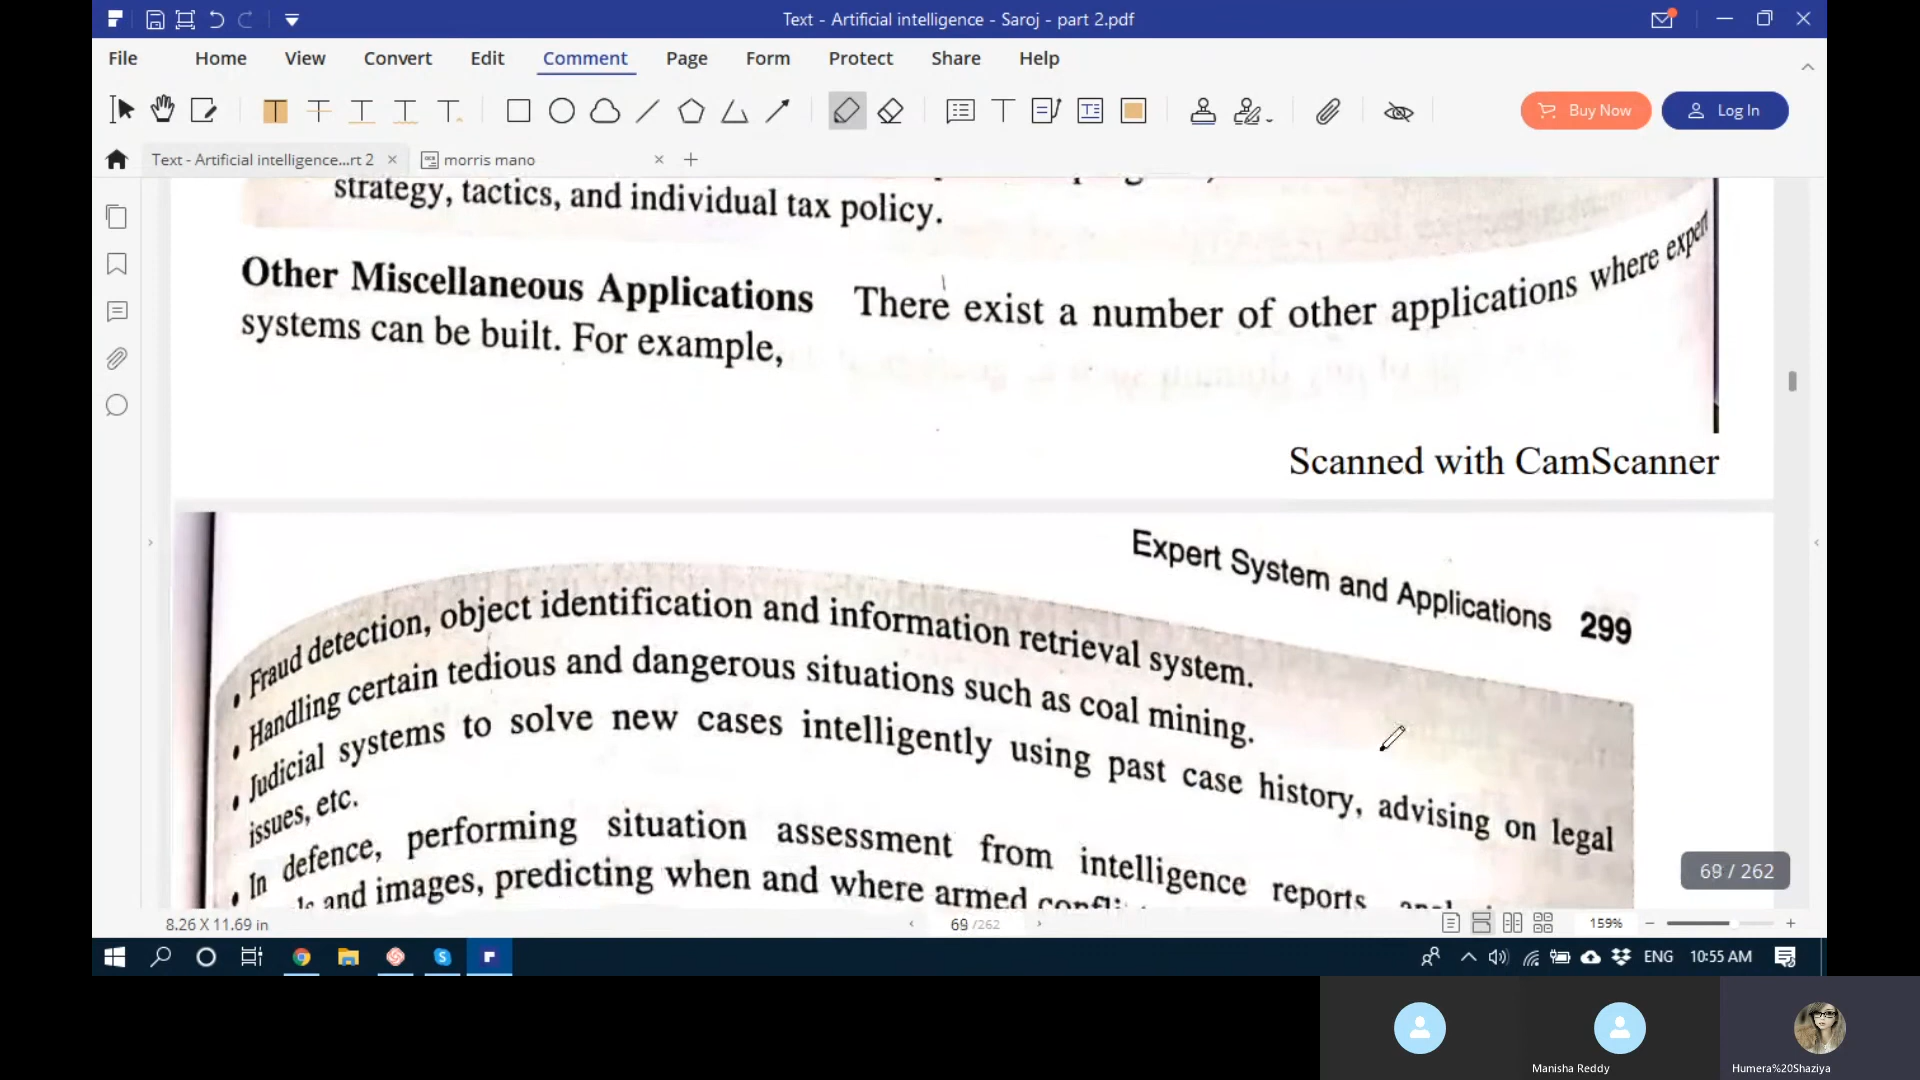 Text - Artificial intelligence - Saroj - part 2.pdf
File Home View Convert Edit Comment Page Form Protect Share Help
Buy Now Log In
Text - Artificial intelligence...rt 2 morris mano
strategy, tactics, and individual tax policy.
Other Miscellaneous Applications There exist a number of other applications where expert
systems can be built. For example,
Scanned with CamScanner
Expert System and Applications 299
• Fraud detection, object identification and information retrieval system.
• Handling certain tedious and dangerous situations such as coal mining.
• Judicial systems to solve new cases intelligently using past case history, advising on legal
issues, etc.
• In defence, performing situation assessment from intelligence reports
and images, predicting when and where armed
69 / 262
8.26 X 11.69 in 69 /262 159%
ENG 10:55 AM
Manisha Reddy Humera%20Shaziya